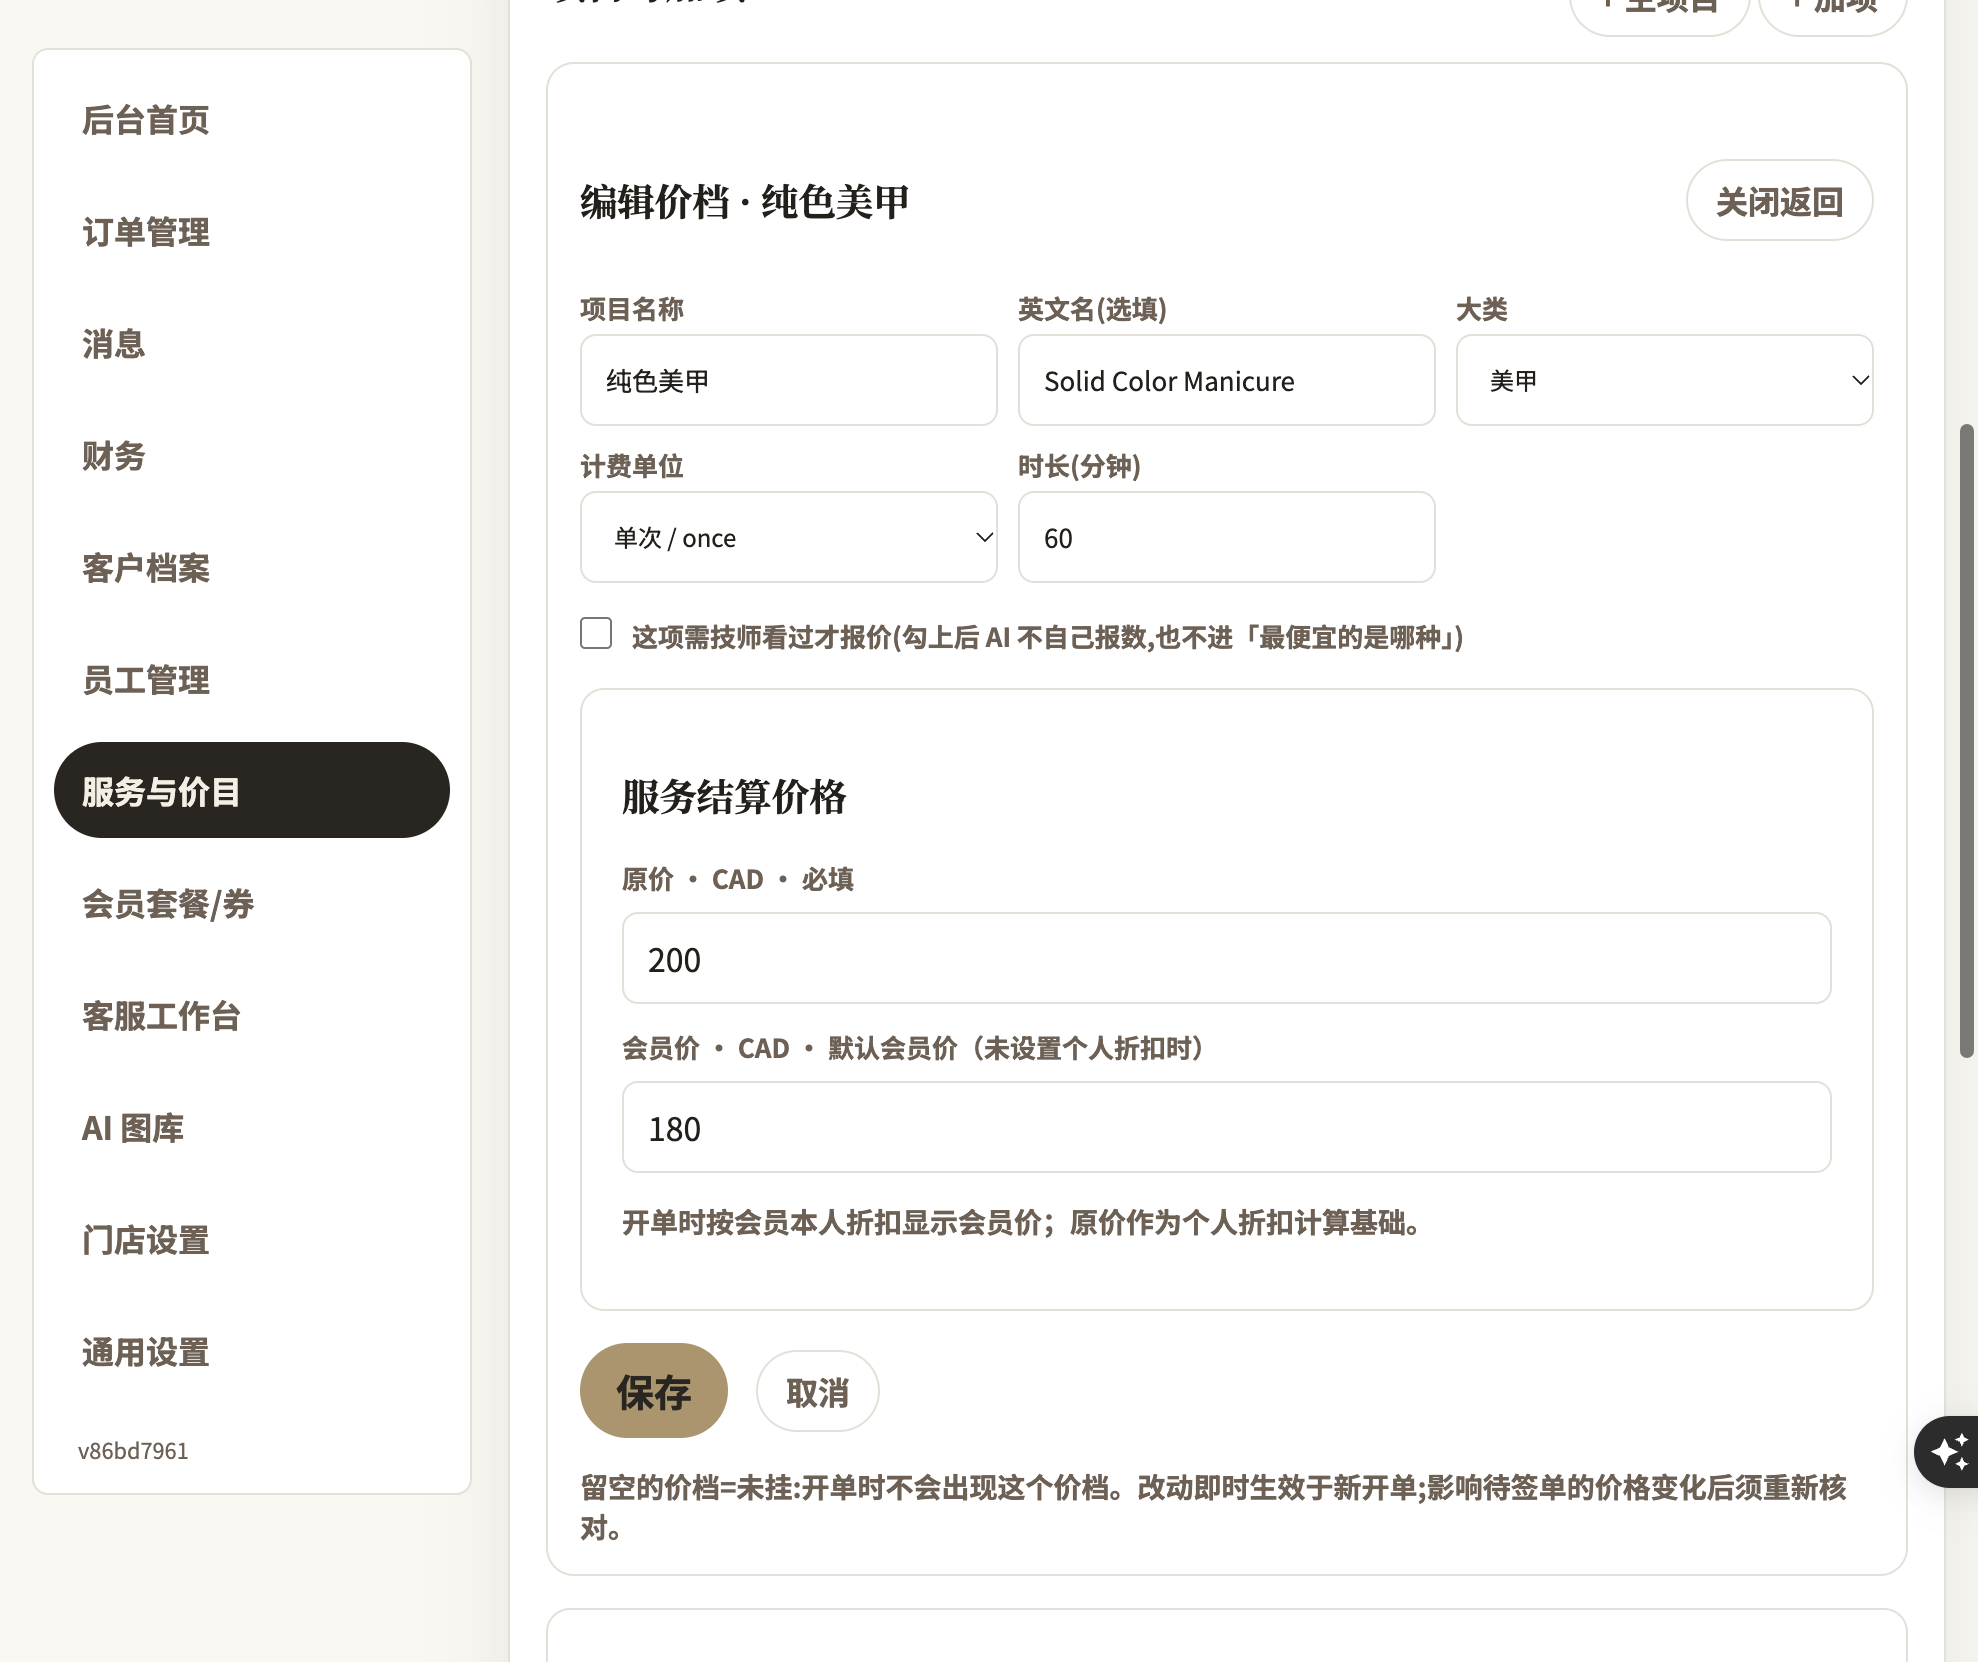 + 主项目
+ 加项
后台首页
订单管理
消息
财务
客户档案
员工管理
服务与价目
会员套餐/券
客服工作台
AI 图库
门店设置
通用设置
v86bd7961
编辑价档 · 纯色美甲
关闭返回
项目名称
英文名(选填)
大类
纯色美甲
Solid Color Manicure
美甲
计费单位
时长(分钟)
单次 / once
60
这项需技师看过才报价(勾上后 AI 不自己报数,也不进「最便宜的是哪种」)
服务结算价格
原价 · CAD · 必填
200
会员价 · CAD · 默认会员价（未设置个人折扣时）
180
开单时按会员本人折扣显示会员价；原价作为个人折扣计算基础。
保存
取消
留空的价档=未挂:开单时不会出现这个价档。改动即时生效于新开单;影响待签单的价格变化后须重新核
对。